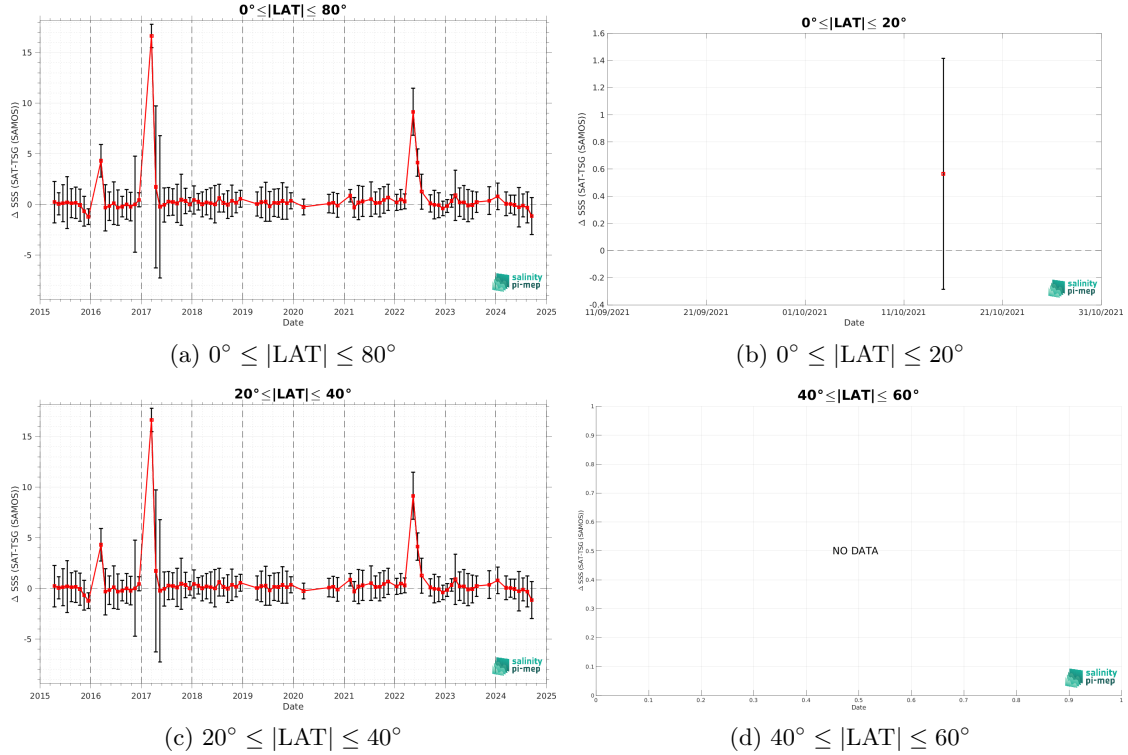 0°≤|LAT|≤ 80°
Δ SSS (SAT-TSG (SAMOS))
15
10
5
0
-5
2015 2016 2017 2018 2019 2020 2021 2022 2023 2024 2025
Date
salinity
pi-mep
(a) 0° ≤ |LAT| ≤ 80°
0°≤|LAT|≤ 20°
Δ SSS (SAT-TSG (SAMOS))
1.6
1.4
1.2
1
0.8
0.6
0.4
0.2
0
-0.2
-0.4
11/09/2021 21/09/2021 01/10/2021 11/10/2021 21/10/2021 31/10/2021
Date
salinity
pi-mep
(b) 0° ≤ |LAT| ≤ 20°
20°≤|LAT|≤ 40°
Δ SSS (SAT-TSG (SAMOS))
15
10
5
0
-5
2015 2016 2017 2018 2019 2020 2021 2022 2023 2024 2025
Date
salinity
pi-mep
(c) 20° ≤ |LAT| ≤ 40°
40°≤|LAT|≤ 60°
Δ SSS (SAT-TSG (SAMOS))
1
0.9
0.8
0.7
0.6
0.5
0.4
0.3
0.2
0.1
0
NO DATA
0 0.1 0.2 0.3 0.4 0.5 0.6 0.7 0.8 0.9 1
Date
salinity
pi-mep
(d) 40° ≤ |LAT| ≤ 60°